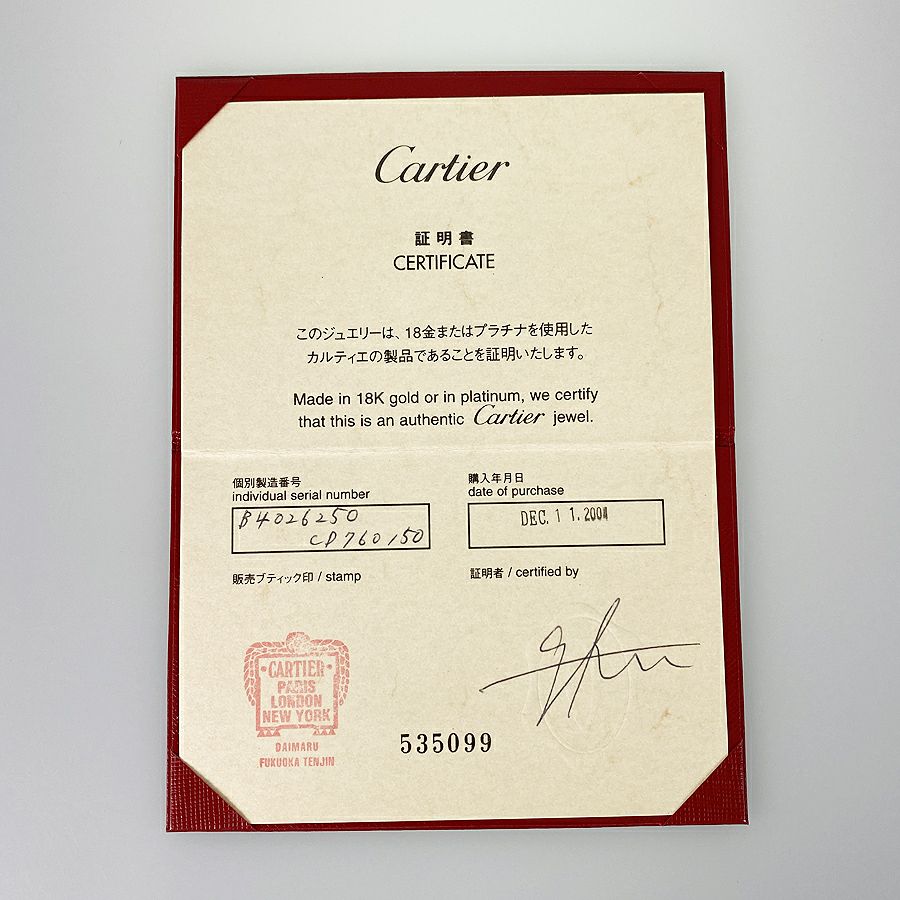 Cartier
証明書
CERTIFICATE
このジュエリーは、18金またはプラチナを使用した
カルティエの製品であることを証明いたします。
Made in 18K gold or in platinum, we certify
that this is an authentic Cartier jewel.
個別製造番号
individual serial number
B4026250
CD760150
購入年月日
date of purchase
DEC. 11. 2004
販売ブティック印 / stamp
証明者 / certified by
CARTIER
PARIS
LONDON
NEW YORK
DAIMARU
FUKUOKA TENJIN
535099